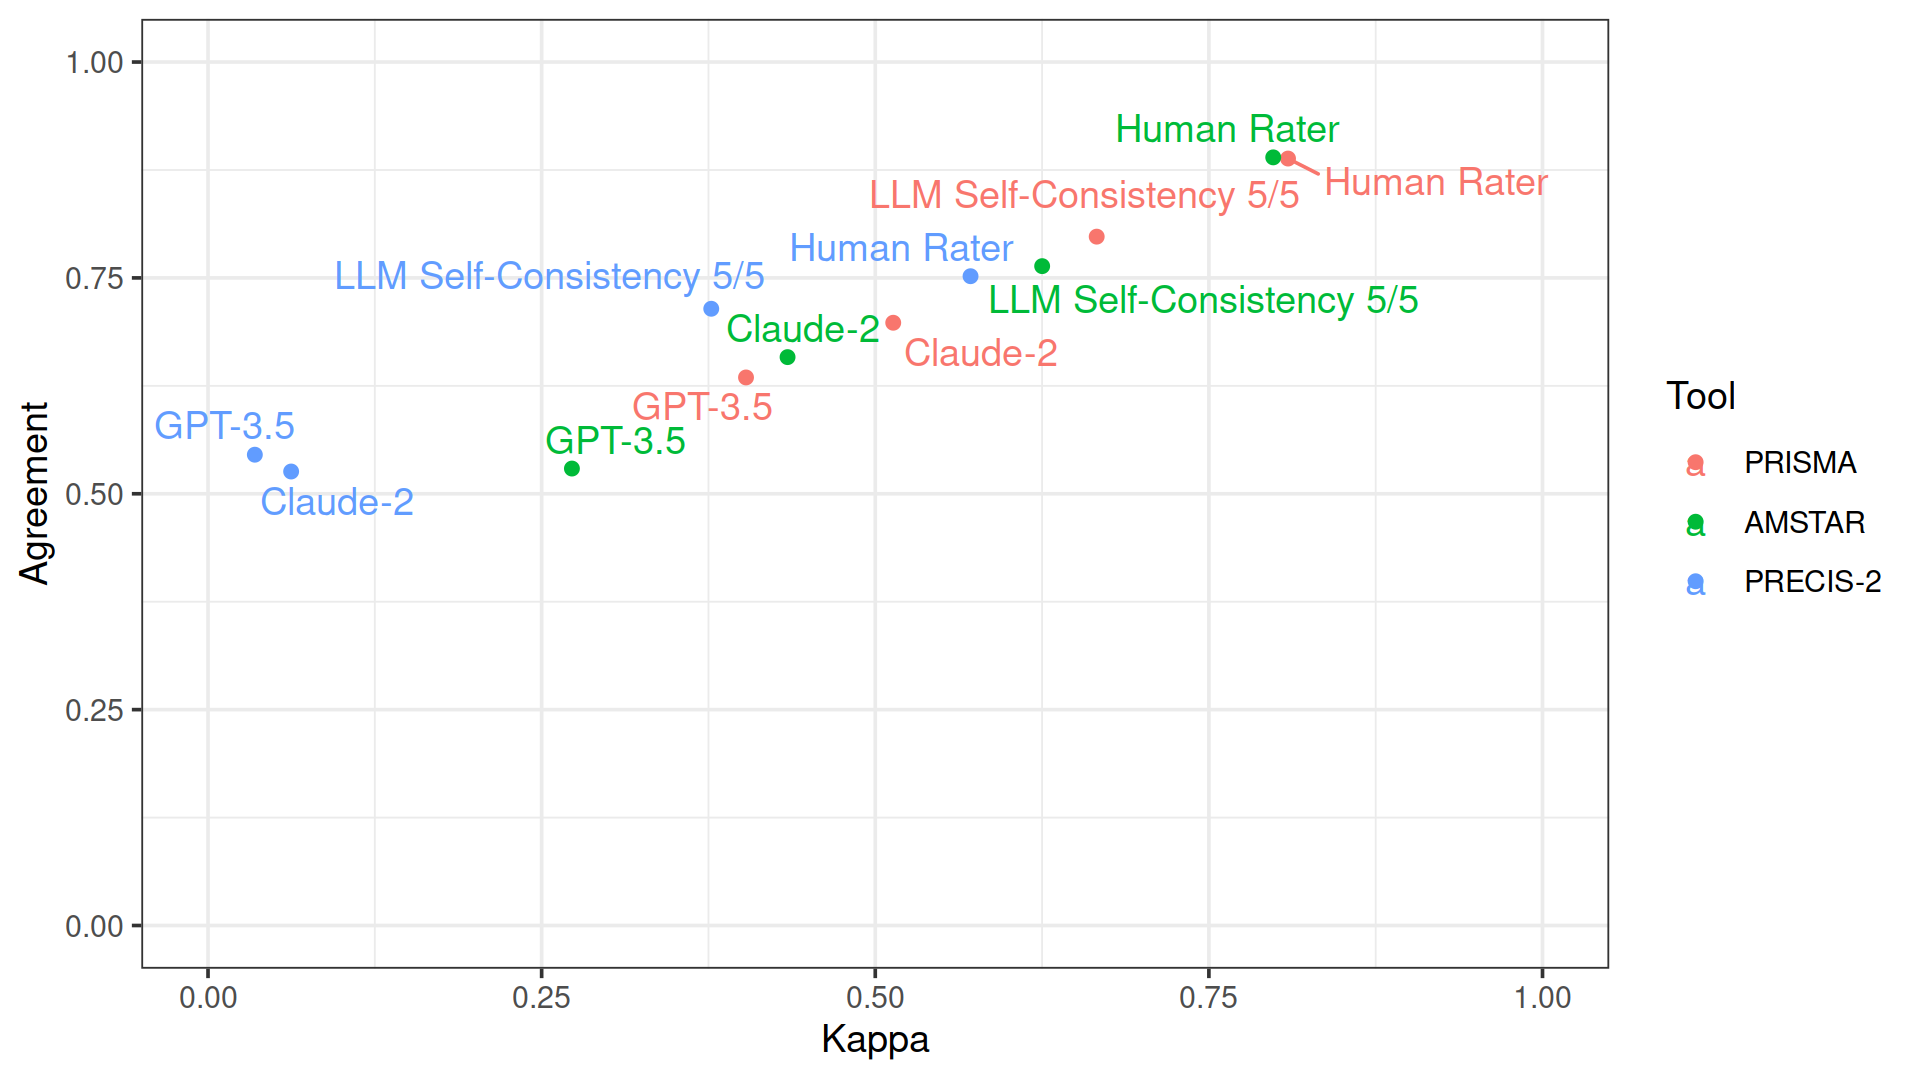 1.00
0.75
0.50
0.25
0.00
Agreement
Human Rater
Human Rater
LLM Self-Consistency 5/5
Human Rater
LLM Self-Consistency 5/5
LLM Self-Consistency 5/5
Claude-2
Claude-2
GPT-3.5
GPT-3.5
GPT-3.5
Claude-2
0.00 0.25 0.50 0.75 1.00
Kappa
Tool
a PRISMA
a AMSTAR
a PRECIS-2